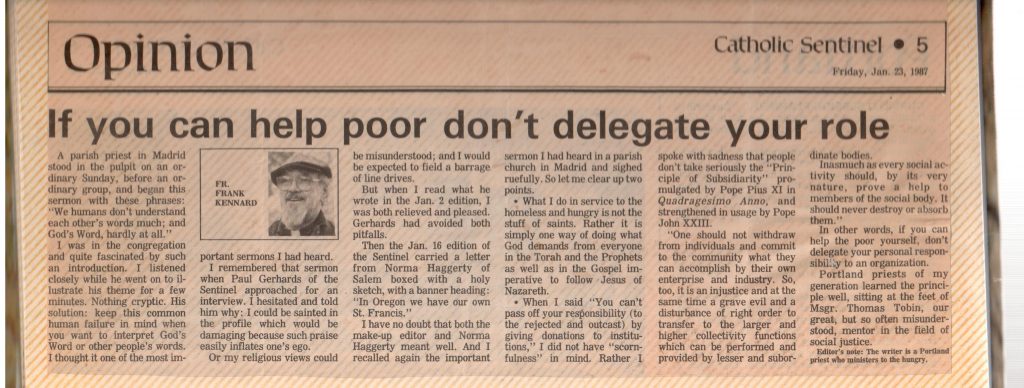 Opinion
Catholic Sentinel • 5
Friday, Jan. 23, 1987
If you can help poor don't delegate your role
A parish priest in Madrid
stood in the pulpit on an or-
dinary Sunday, before an or-
dinary group, and began this
sermon with these phrases:
"We humans don't understand
each other's words much; and
God's Word, hardly at all."
I was in the congregation
and quite fascinated by such
an introduction. I listened
closely while he went on to il-
lustrate his theme for a few
minutes. Nothing cryptic. His
solution: keep this common
human failure in mind when
you want to interpret God's
Word or other people's words.
I thought it one of the most im-
FR.
FRANK
KENNARD
portant sermons I had heard.
I remembered that sermon
when Paul Gerhards of the
Sentinel approached for an
interview. I hesitated and told
him why: I could be sainted in
the profile which would be
damaging because such praise
easily inflates one's ego.
Or my religious views could
be misunderstood; and I would
be expected to field a barrage
of line drives.
But when I read what he
wrote in the Jan. 2 edition, I
was both relieved and pleased.
Gerhards had avoided both
pitfalls.
Then the Jan. 16 edition of
the Sentinel carried a letter
from Norma Haggerty of
Salem boxed with a holy
sketch, with a banner heading:
"In Oregon we have our own
St. Francis."
I have no doubt that both the
make-up editor and Norma
Haggerty meant well. And I
recalled again the important
sermon I had heard in a parish
church in Madrid and sighed
ruefully. So let me clear up two
points.
• What I do in service to the
homeless and hungry is not the
stuff of saints. Rather it is
simply one way of doing what
God demands from everyone
in the Torah and the Prophets
as well as in the Gospel im-
perative to follow Jesus of
Nazareth.
• When I said "You can't
pass off your responsibility (to
the rejected and outcast) by
giving donations to institu-
tions," I did not have "scorn-
fulness" in mind. Rather I
spoke with sadness that people
don't take seriously the "Prin-
ciple of Subsidiarity" pro-
mulgated by Pope Pius XI in
Quadragesimo Anno, and
strengthened in usage by Pope
John XXIII.
"One should not withdraw
from individuals and commit
to the community what they
can accomplish by their own
enterprise and industry. So,
too, it is an injustice and at the
same time a grave evil and a
disturbance of right order to
transfer to the larger and
higher collectivity functions
which can be performed and
provided by lesser and subor-
dinate bodies.
Inasmuch as every social ac-
tivity should, by its very
nature, prove a help to
members of the social body. It
should never destroy or absorb
them."
In other words, if you can
help the poor yourself, don't
delegate your personal respon-
sibility to an organization.
Portland priests of my
generation learned the princi-
ple well, sitting at the feet of
Msgr. Thomas Tobin, our
great, but so often misunder-
stood, mentor in the field of
social justice.
Editor's note: The writer is a Portland
priest who ministers to the hungry.